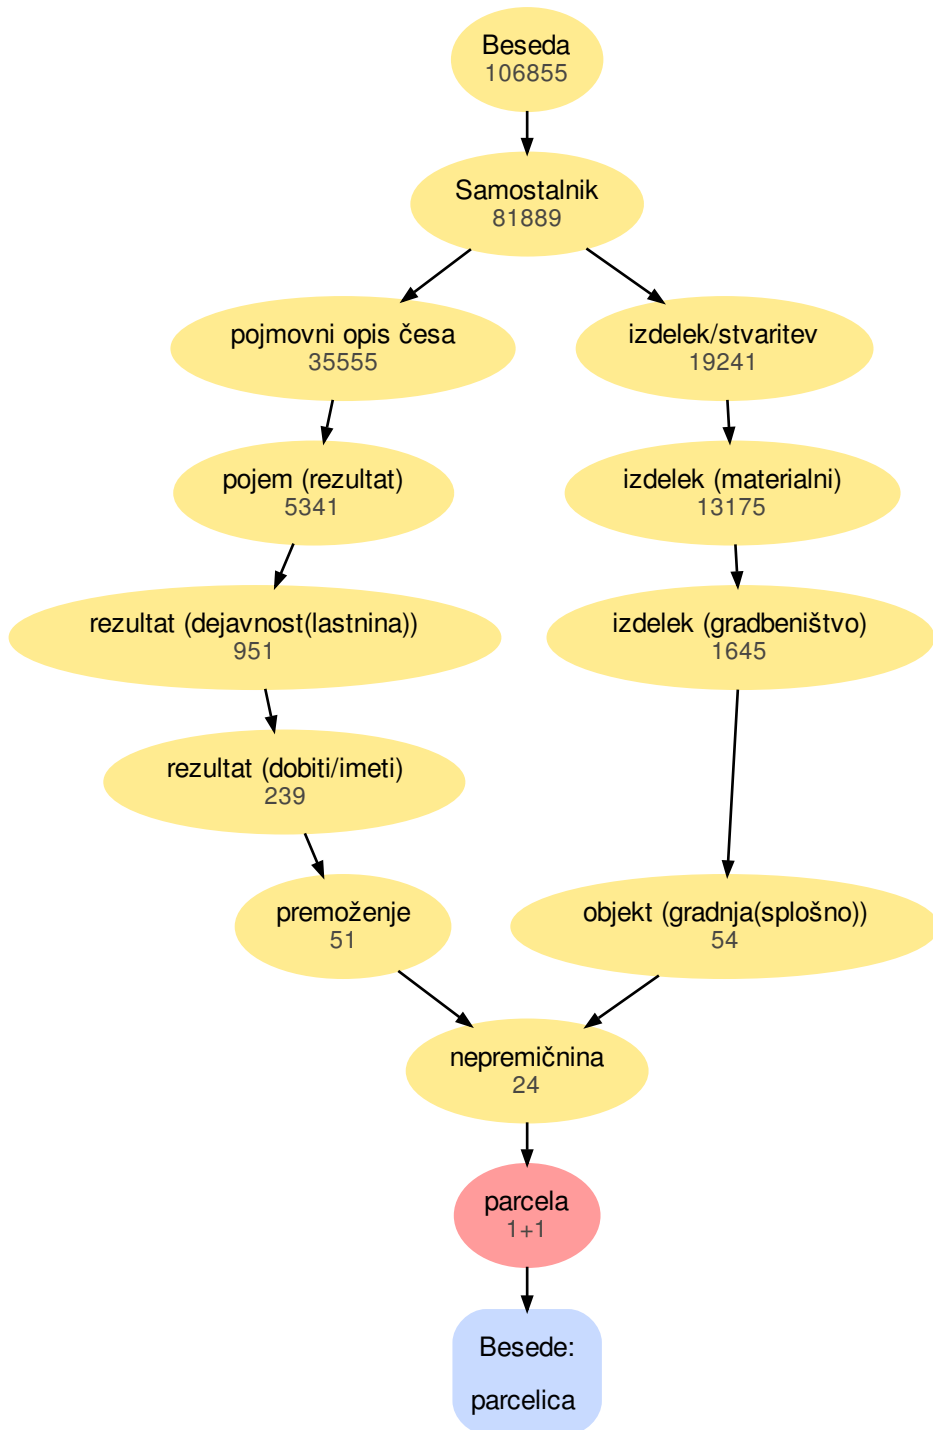 Beseda
106855
Samostalnik
81889
pojmovni opis česa
35555
izdelek/stvaritev
19241
pojem (rezultat)
5341
izdelek (materialni)
13175
rezultat (dejavnost(lastnina))
951
izdelek (gradbeništvo)
1645
rezultat (dobiti/imeti)
239
premoženje
51
objekt (gradnja(splošno))
54
nepremičnina
24
parcela
1+1
Besede:
parcelica